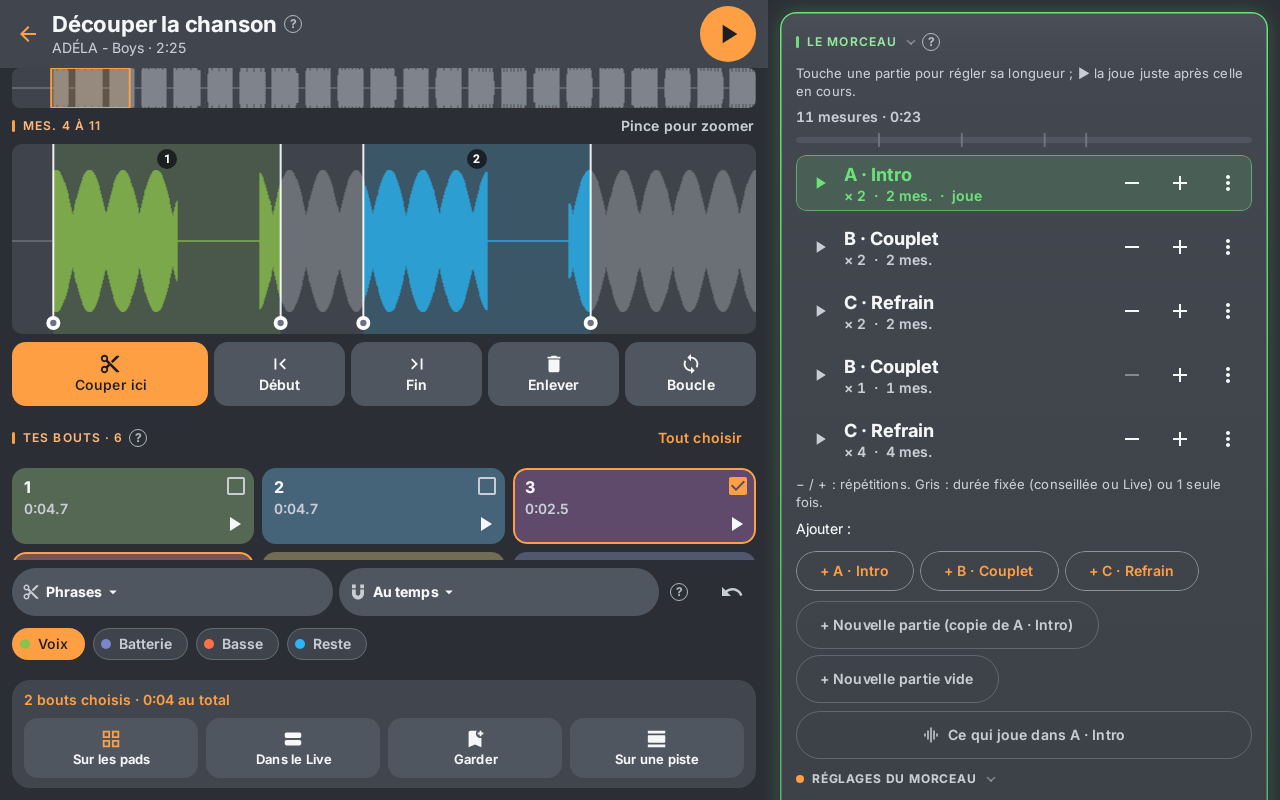 Découper la chanson ?
ADÉLA - Boys · 2:25
MES. 4 À 11
Pince pour zoomer
1
2
Couper ici
Début
Fin
Enlever
Boucle
TES BOUTS · 6 ?
Tout choisir
1
0:04.7
2
0:04.7
3
0:02.5
Phrases
Au temps
?
Voix
Batterie
Basse
Reste
2 bouts choisis · 0:04 au total
Sur les pads
Dans le Live
Garder
Sur une piste
LE MORCEAU ?
Touche une partie pour régler sa longueur ; ▶ la joue juste après celle
en cours.
11 mesures · 0:23
A · Intro
× 2 · 2 mes. · joue
B · Couplet
× 2 · 2 mes.
C · Refrain
× 2 · 2 mes.
B · Couplet
× 1 · 1 mes.
C · Refrain
× 4 · 4 mes.
− / + : répétitions. Gris : durée fixée (conseillée ou Live) ou 1 seule
fois.
Ajouter :
+ A · Intro
+ B · Couplet
+ C · Refrain
+ Nouvelle partie (copie de A · Intro)
+ Nouvelle partie vide
Ce qui joue dans A · Intro
RÉGLAGES DU MORCEAU